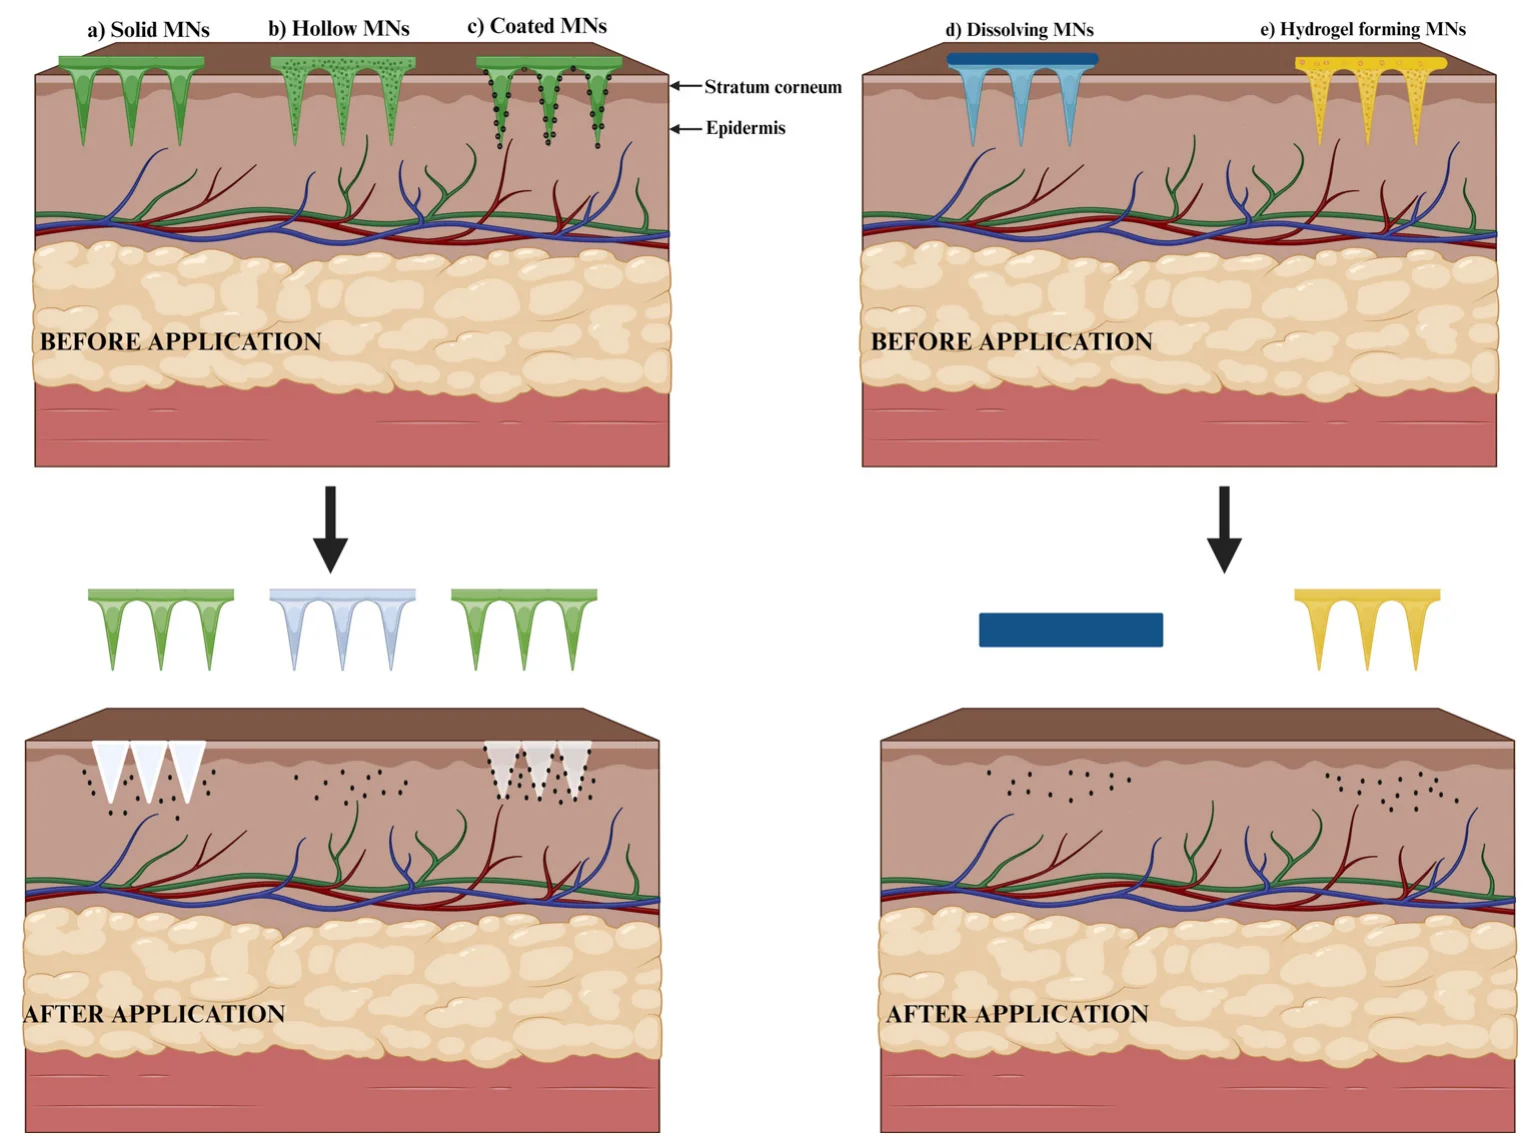 a) Solid MNs
b) Hollow MNs
c) Coated MNs
d) Dissolving MNs
e) Hydrogel forming MNs
Stratum corneum
Epidermis
BEFORE APPLICATION
BEFORE APPLICATION
AFTER APPLICATION
AFTER APPLICATION